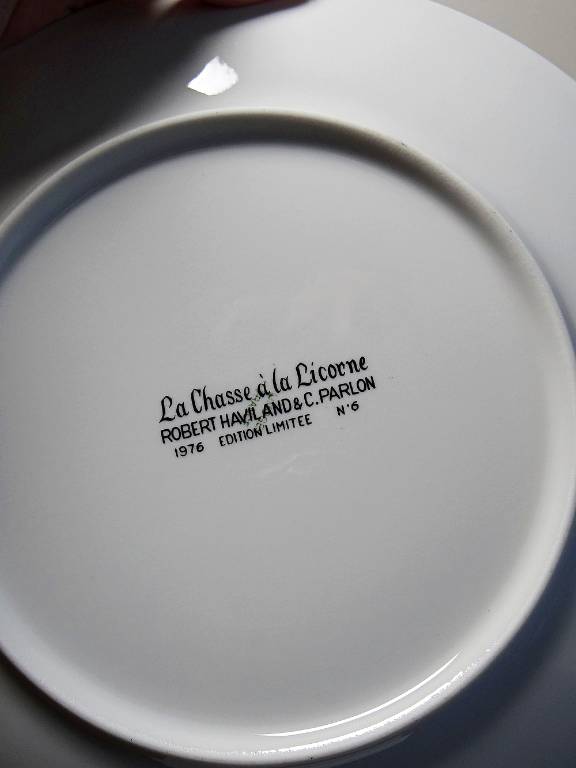 La Chasse à la Licorne
ROBERT HAVILAND & C. PARLON
1976 EDITION LIMITEE N°6